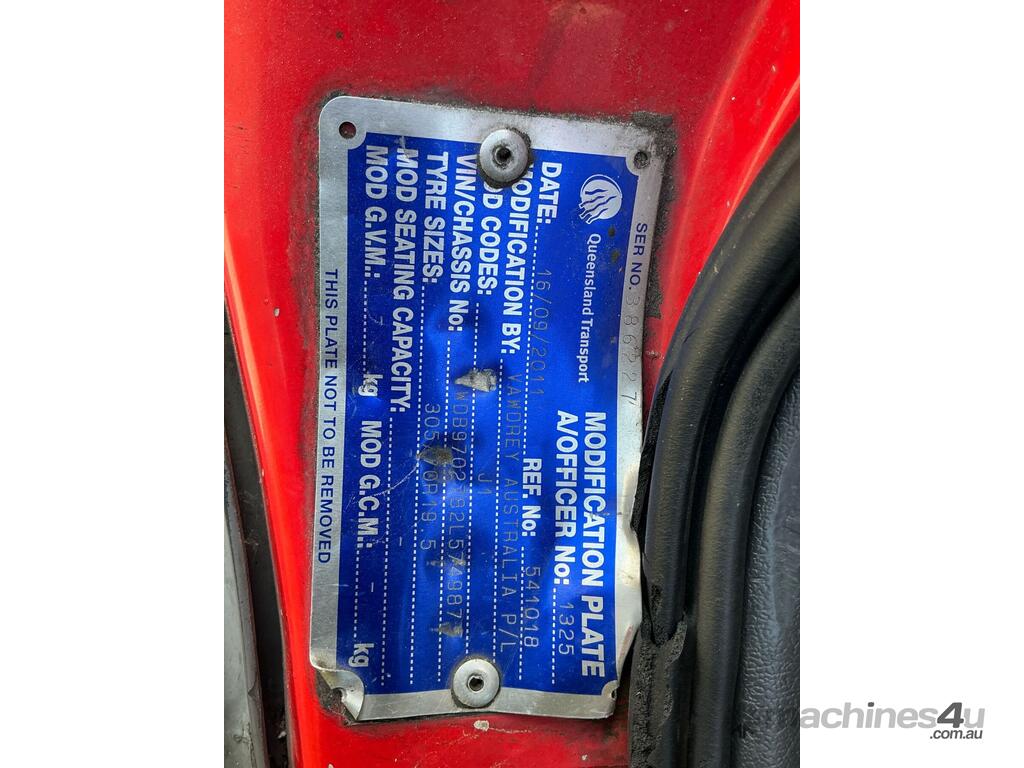 SER NO. 386227
Queensland Transport
MODIFICATION PLATE
A/OFFICER No: 1325
DATE: 16/09/2011 REF. No: 541018
MODIFICATION BY: VAWDREY AUSTRALIA P/L
CODES: J1
VIN/CHASSIS No:
TYRE SIZES:
MOD SEATING CAPACITY: -
MOD G.V.M.: kg MOD G.C.M.: - kg
THIS PLATE NOT TO BE REMOVED
machines4u
.com.au